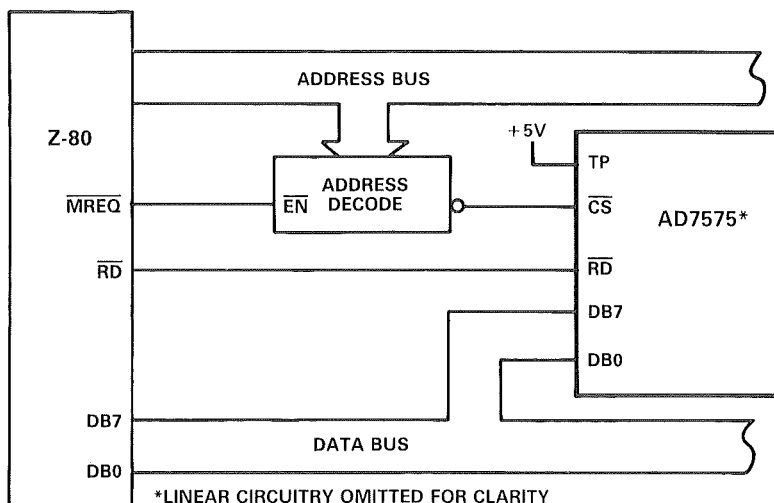 ADDRESS BUS
Z-80
+5V
TP
ADDRESS
DECODE
EN
MREQ
CS
AD7575*
RD
RD
DB7
DB0
DB7
DATA BUS
DB0
*LINEAR CIRCUITRY OMITTED FOR CLARITY